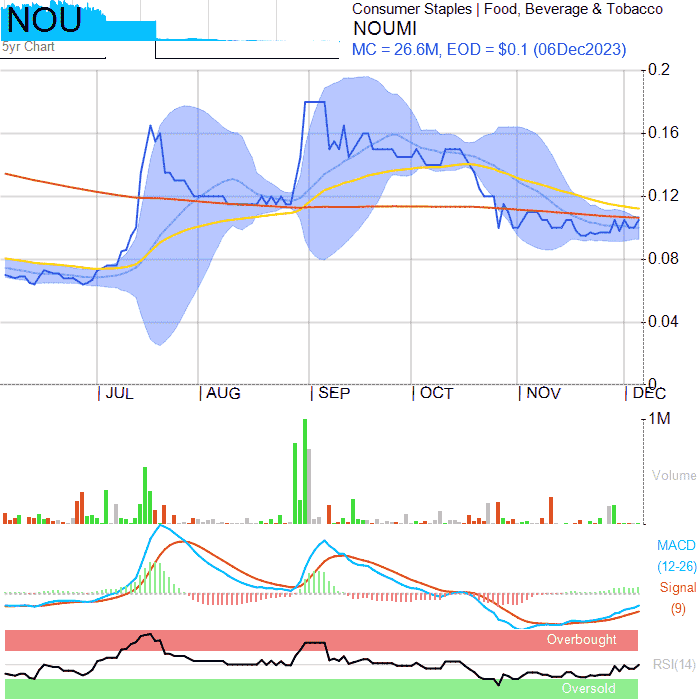 NOU
5yr Chart
Consumer Staples | Food, Beverage & Tobacco
NOUMI
MC = 26.6M, EOD = $0.1 (06Dec2023)
0.2
0.16
0.12
0.08
0.04
0
JUL AUG SEP OCT NOV DEC
1M
Volume
MACD
(12-26)
Signal
(9)
Overbought
RSI(14)
Oversold